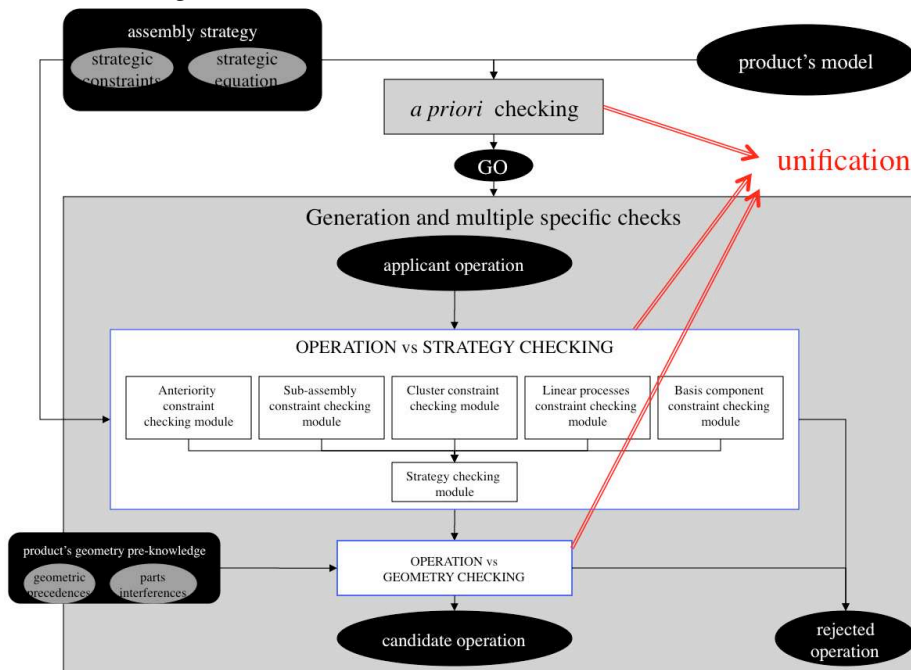 assembly strategy
strategic
constraints
strategic
equation
product's model
a priori checking
unification
GO
Generation and multiple specific checks
applicant operation
OPERATION vs STRATEGY CHECKING
Anteriority
constraint
checking module
Sub-assembly
constraint checking
module
Cluster constraint
checking module
Linear processes
constraint checking
module
Basis component
constraint checking
module
Strategy checking
module
product's geometry pre-knowledge
geometric
precedences
parts
interferences
OPERATION vs
GEOMETRY CHECKING
candidate operation
rejected
operation